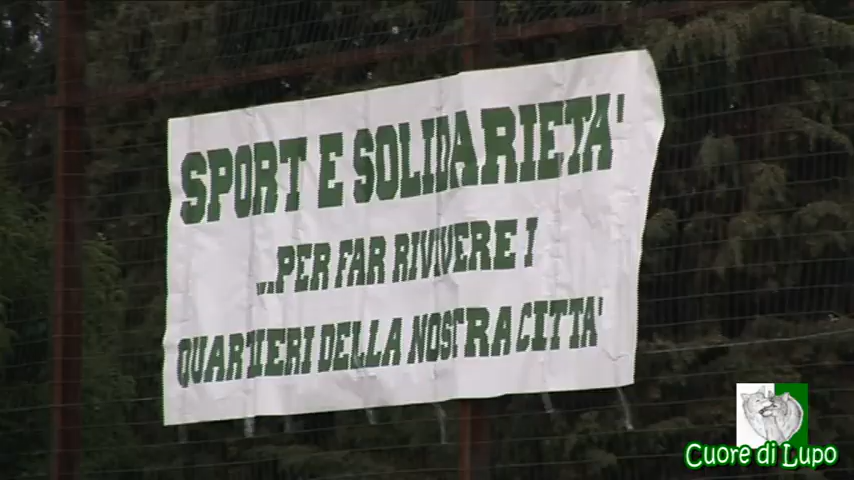 SPORT E SOLIDARIETA'
...PER FAR RIVIVERE I
QUARTIERI DELLA NOSTRA CITTA'
Cuore di Lupo